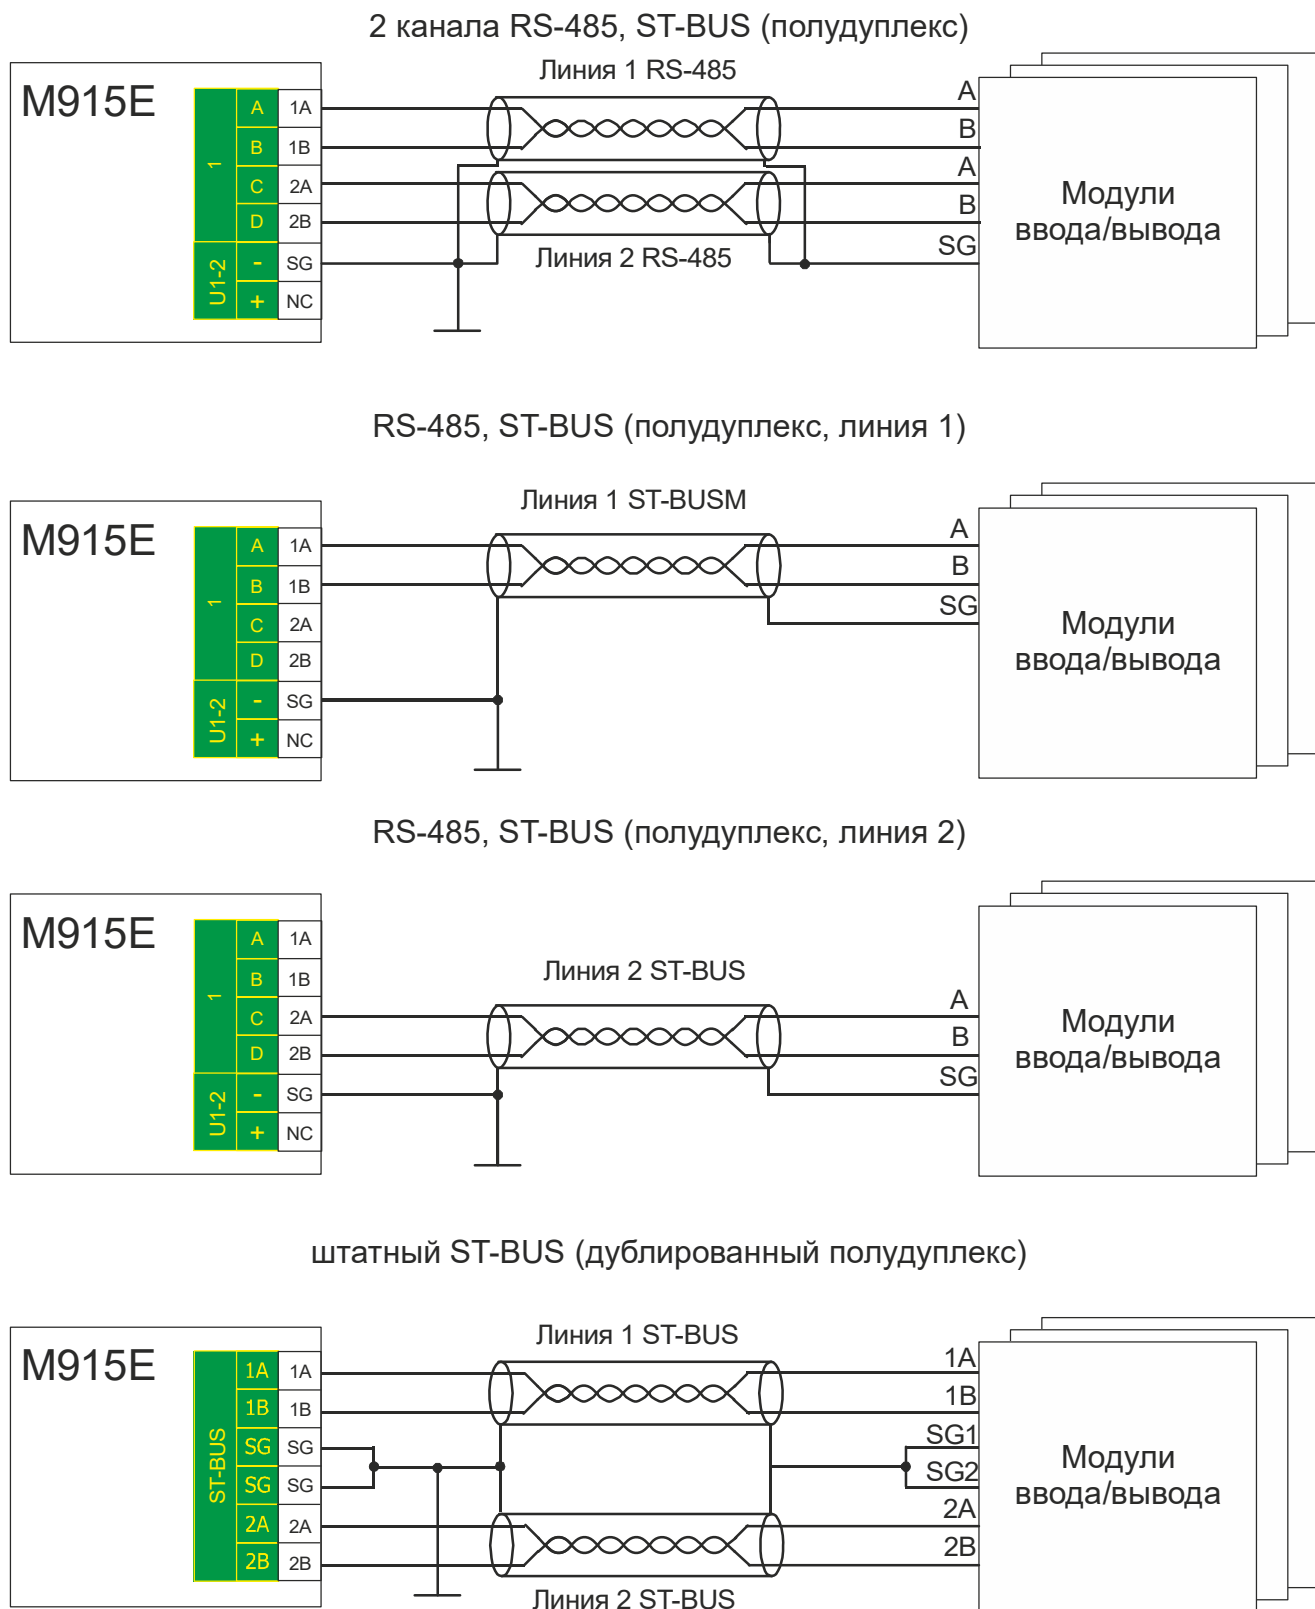 2 канала RS-485, ST-BUS (полудуплекс)
Линия 1 RS-485
M915E
1
A 1A
B 1B
C 2A
D 2B
U1-2
- SG
+ NC
A
B
A
B
SG
Линия 2 RS-485
Модули
ввода/вывода
RS-485, ST-BUS (полудуплекс, линия 1)
Линия 1 ST-BUSM
M915E
1
A 1A
B 1B
C 2A
D 2B
U1-2
- SG
+ NC
A
B
SG
Модули
ввода/вывода
RS-485, ST-BUS (полудуплекс, линия 2)
M915E
1
A 1A
B 1B
C 2A
D 2B
U1-2
- SG
+ NC
Линия 2 ST-BUS
A
B
SG
Модули
ввода/вывода
штатный ST-BUS (дублированный полудуплекс)
Линия 1 ST-BUS
M915E
ST-BUS
1A 1A
1B 1B
SG SG
SG SG
2A 2A
2B 2B
1A
1B
SG1
SG2
2A
2B
Модули
ввода/вывода
Линия 2 ST-BUS